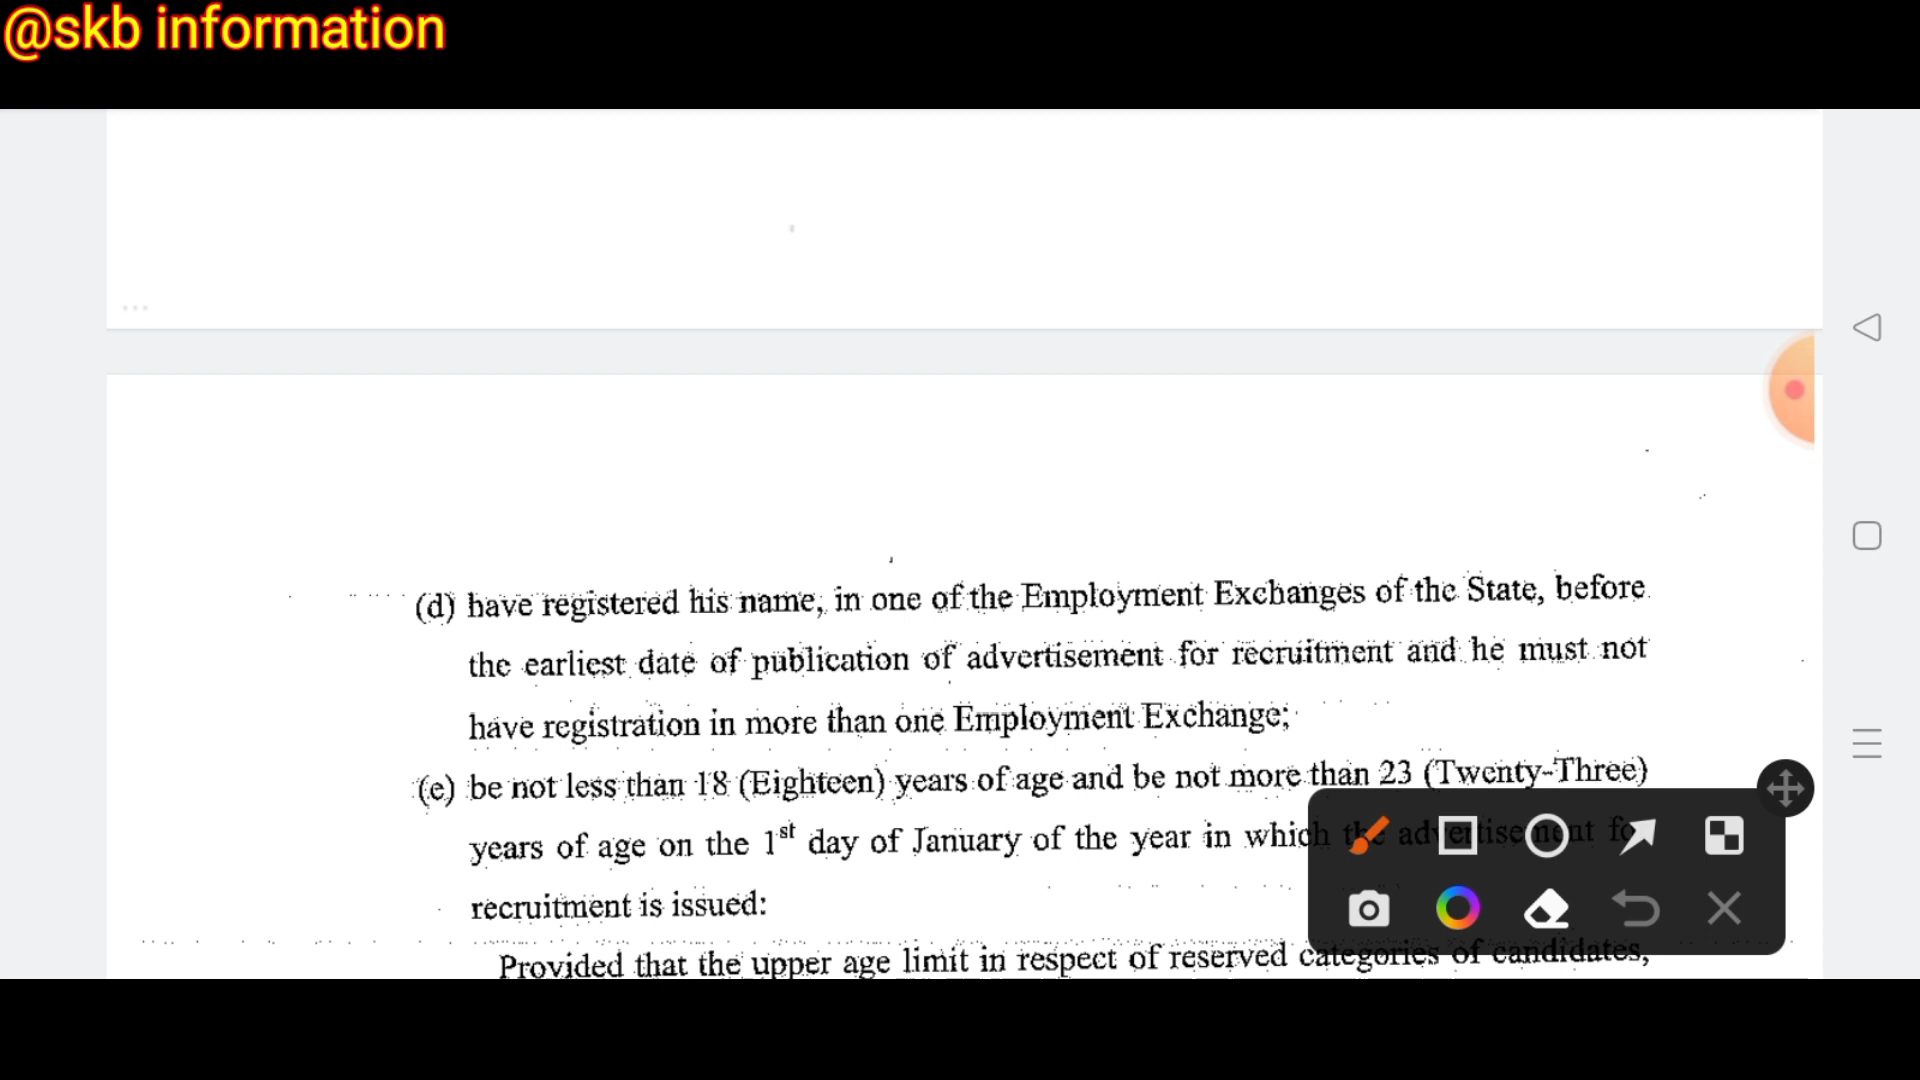 @skb information
(d) have registered his name, in one of the Employment Exchanges of the State, before
the earliest date of publication of advertisement for recruitment and he must not
have registration in more than one Employment Exchange;
(e) be not less than 18 (Eighteen) years of age and be not more than 23 (Twenty-Three)
years of age on the 1st day of January of the year in which the advertisement for
recruitment is issued:
Provided that the upper age limit in respect of reserved categories of candidates,